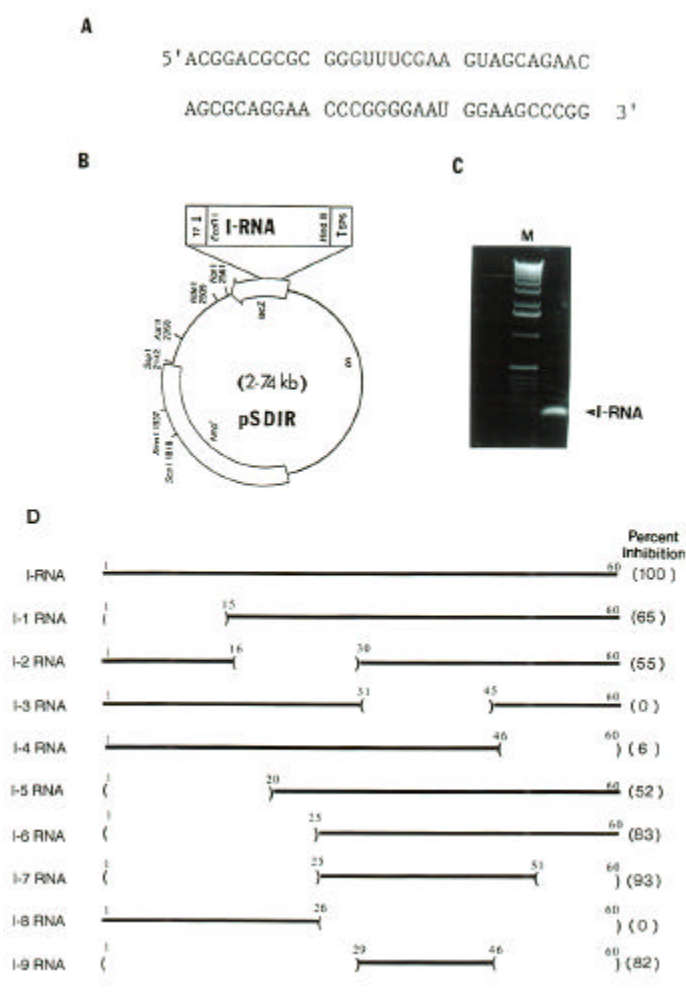 A
5'ACGGACGCGC GGGUUUCGAA GUAGCAGAAC
AGCGCAGGAA CCCGGGGAAU GGAAGCCCGG 3'
B
C
I-RNA
Hind III
lacZ
(2-74 kb)
pSDIR
M
I-RNA
D
Percent
Inhibition
I-RNA 1 60 (100)
I-1 RNA 1 15 60 (65)
I-2 RNA 1 16 30 60 (55)
I-3 RNA 1 31 45 60 (0)
I-4 RNA 1 46 60 (6)
I-5 RNA 1 20 60 (52)
I-6 RNA 1 25 60 (83)
I-7 RNA 1 25 51 60 (93)
I-8 RNA 1 26 60 (0)
I-9 RNA 1 29 46 60 (82)